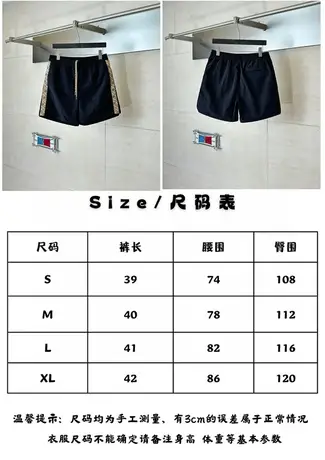 Size/尺码表
尺码 裤长 腰围 臀围
S 39 74 108
M 40 78 112
L 41 82 116
XL 42 86 120
温馨提示：尺码均为手工测量、有3cm的误差属于正常情况
衣服尺码不能确定请备注身高 体重等基本参数